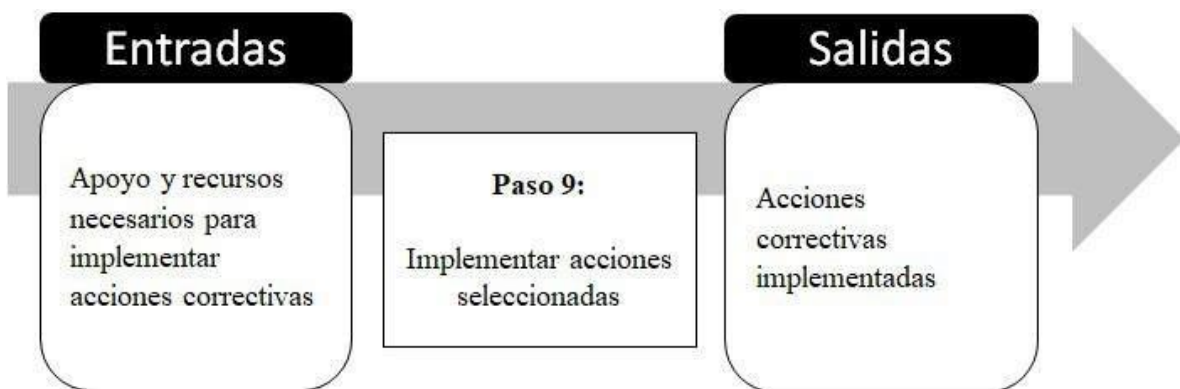 Entradas
Salidas
Apoyo y recursos
necesarios para
implementar
acciones correctivas
Paso 9:
Implementar acciones
seleccionadas
Acciones
correctivas
implementadas